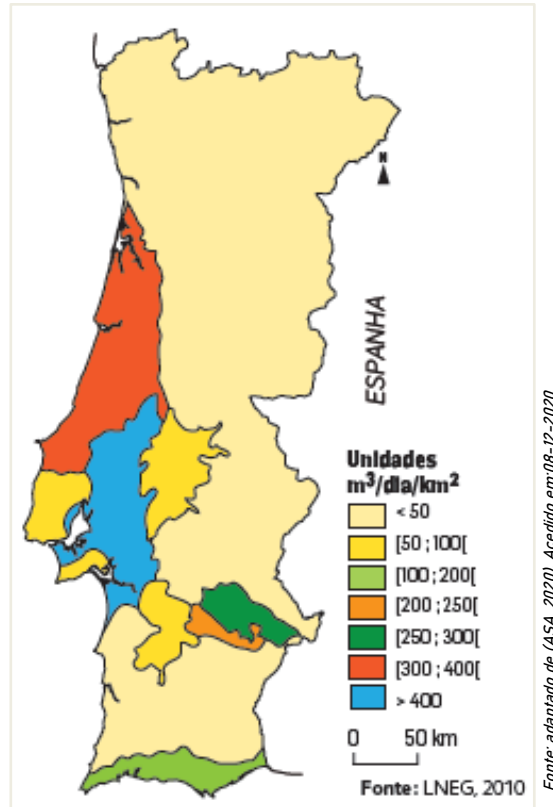 N
ESPANHA
Unidades
m³/dia/km²
< 50
[50 ; 100[
[100 ; 200[
[200 ; 250[
[250 ; 300[
[300 ; 400[
> 400
0 50 km
Fonte: LNEG, 2010
Fonte: adaptado de (ASA, 2020). Acedido em:08-12-2020